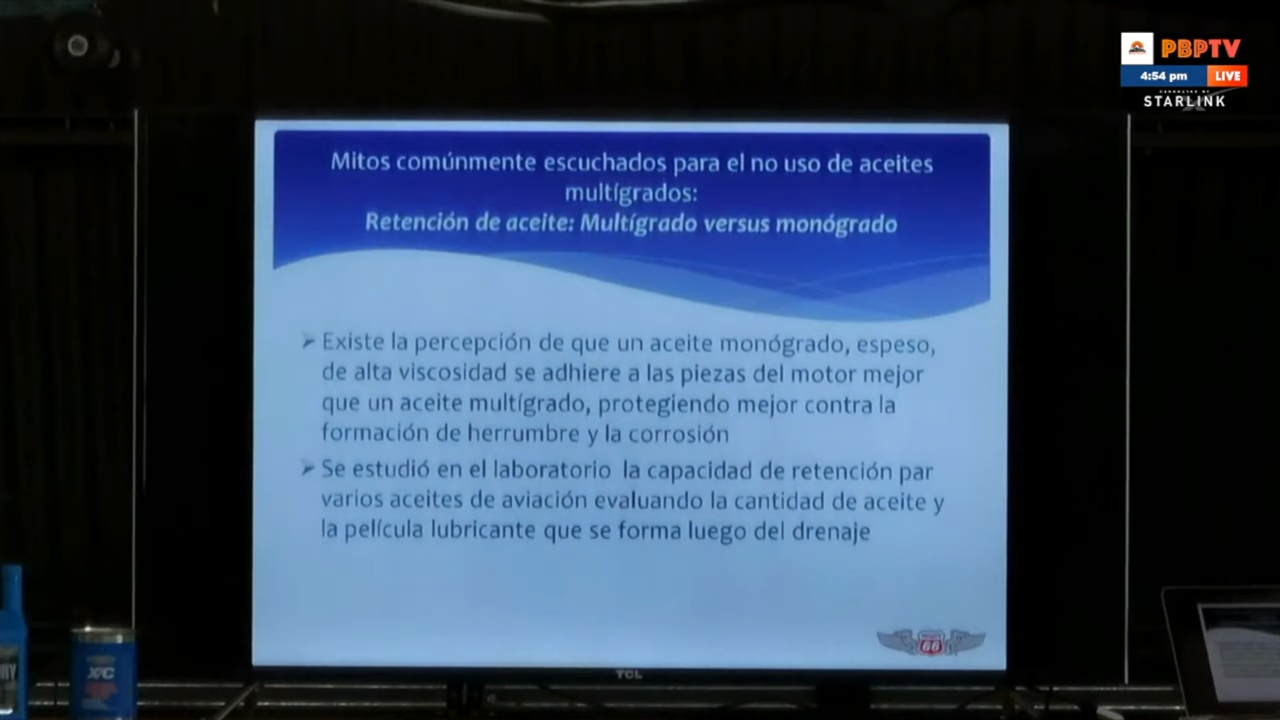 PBPTV
4:54 pm LIVE
STARLINK
Mitos comúnmente escuchados para el no uso de aceites
multígrados:
Retención de aceite: Multígrado versus monógrado
➢ Existe la percepción de que un aceite monógrado, espeso,
de alta viscosidad se adhiere a las piezas del motor mejor
que un aceite multígrado, protegiendo mejor contra la
formación de herrumbre y la corrosión
➢ Se estudió en el laboratorio la capacidad de retención par
varios aceites de aviación evaluando la cantidad de aceite y
la película lubricante que se forma luego del drenaje
66
TCL
X/C